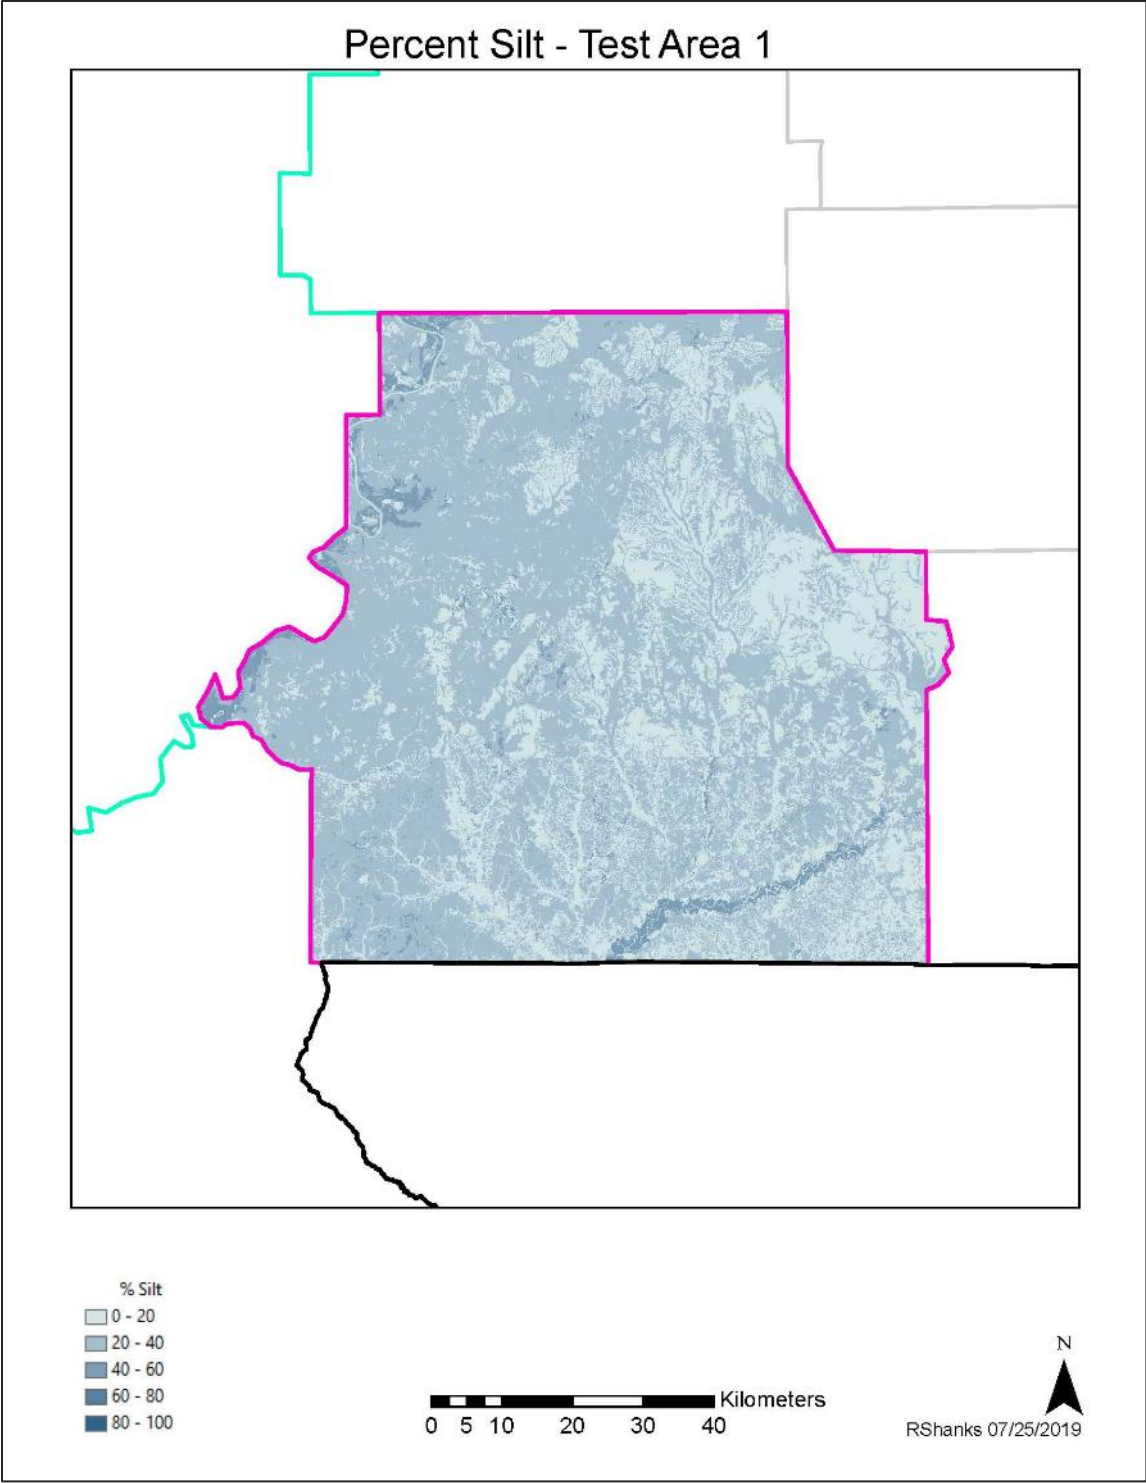 Percent Silt - Test Area 1
% Silt
0 - 20
20 - 40
40 - 60
60 - 80
80 - 100
Kilometers
0 5 10 20 30 40
N
RShanks 07/25/2019